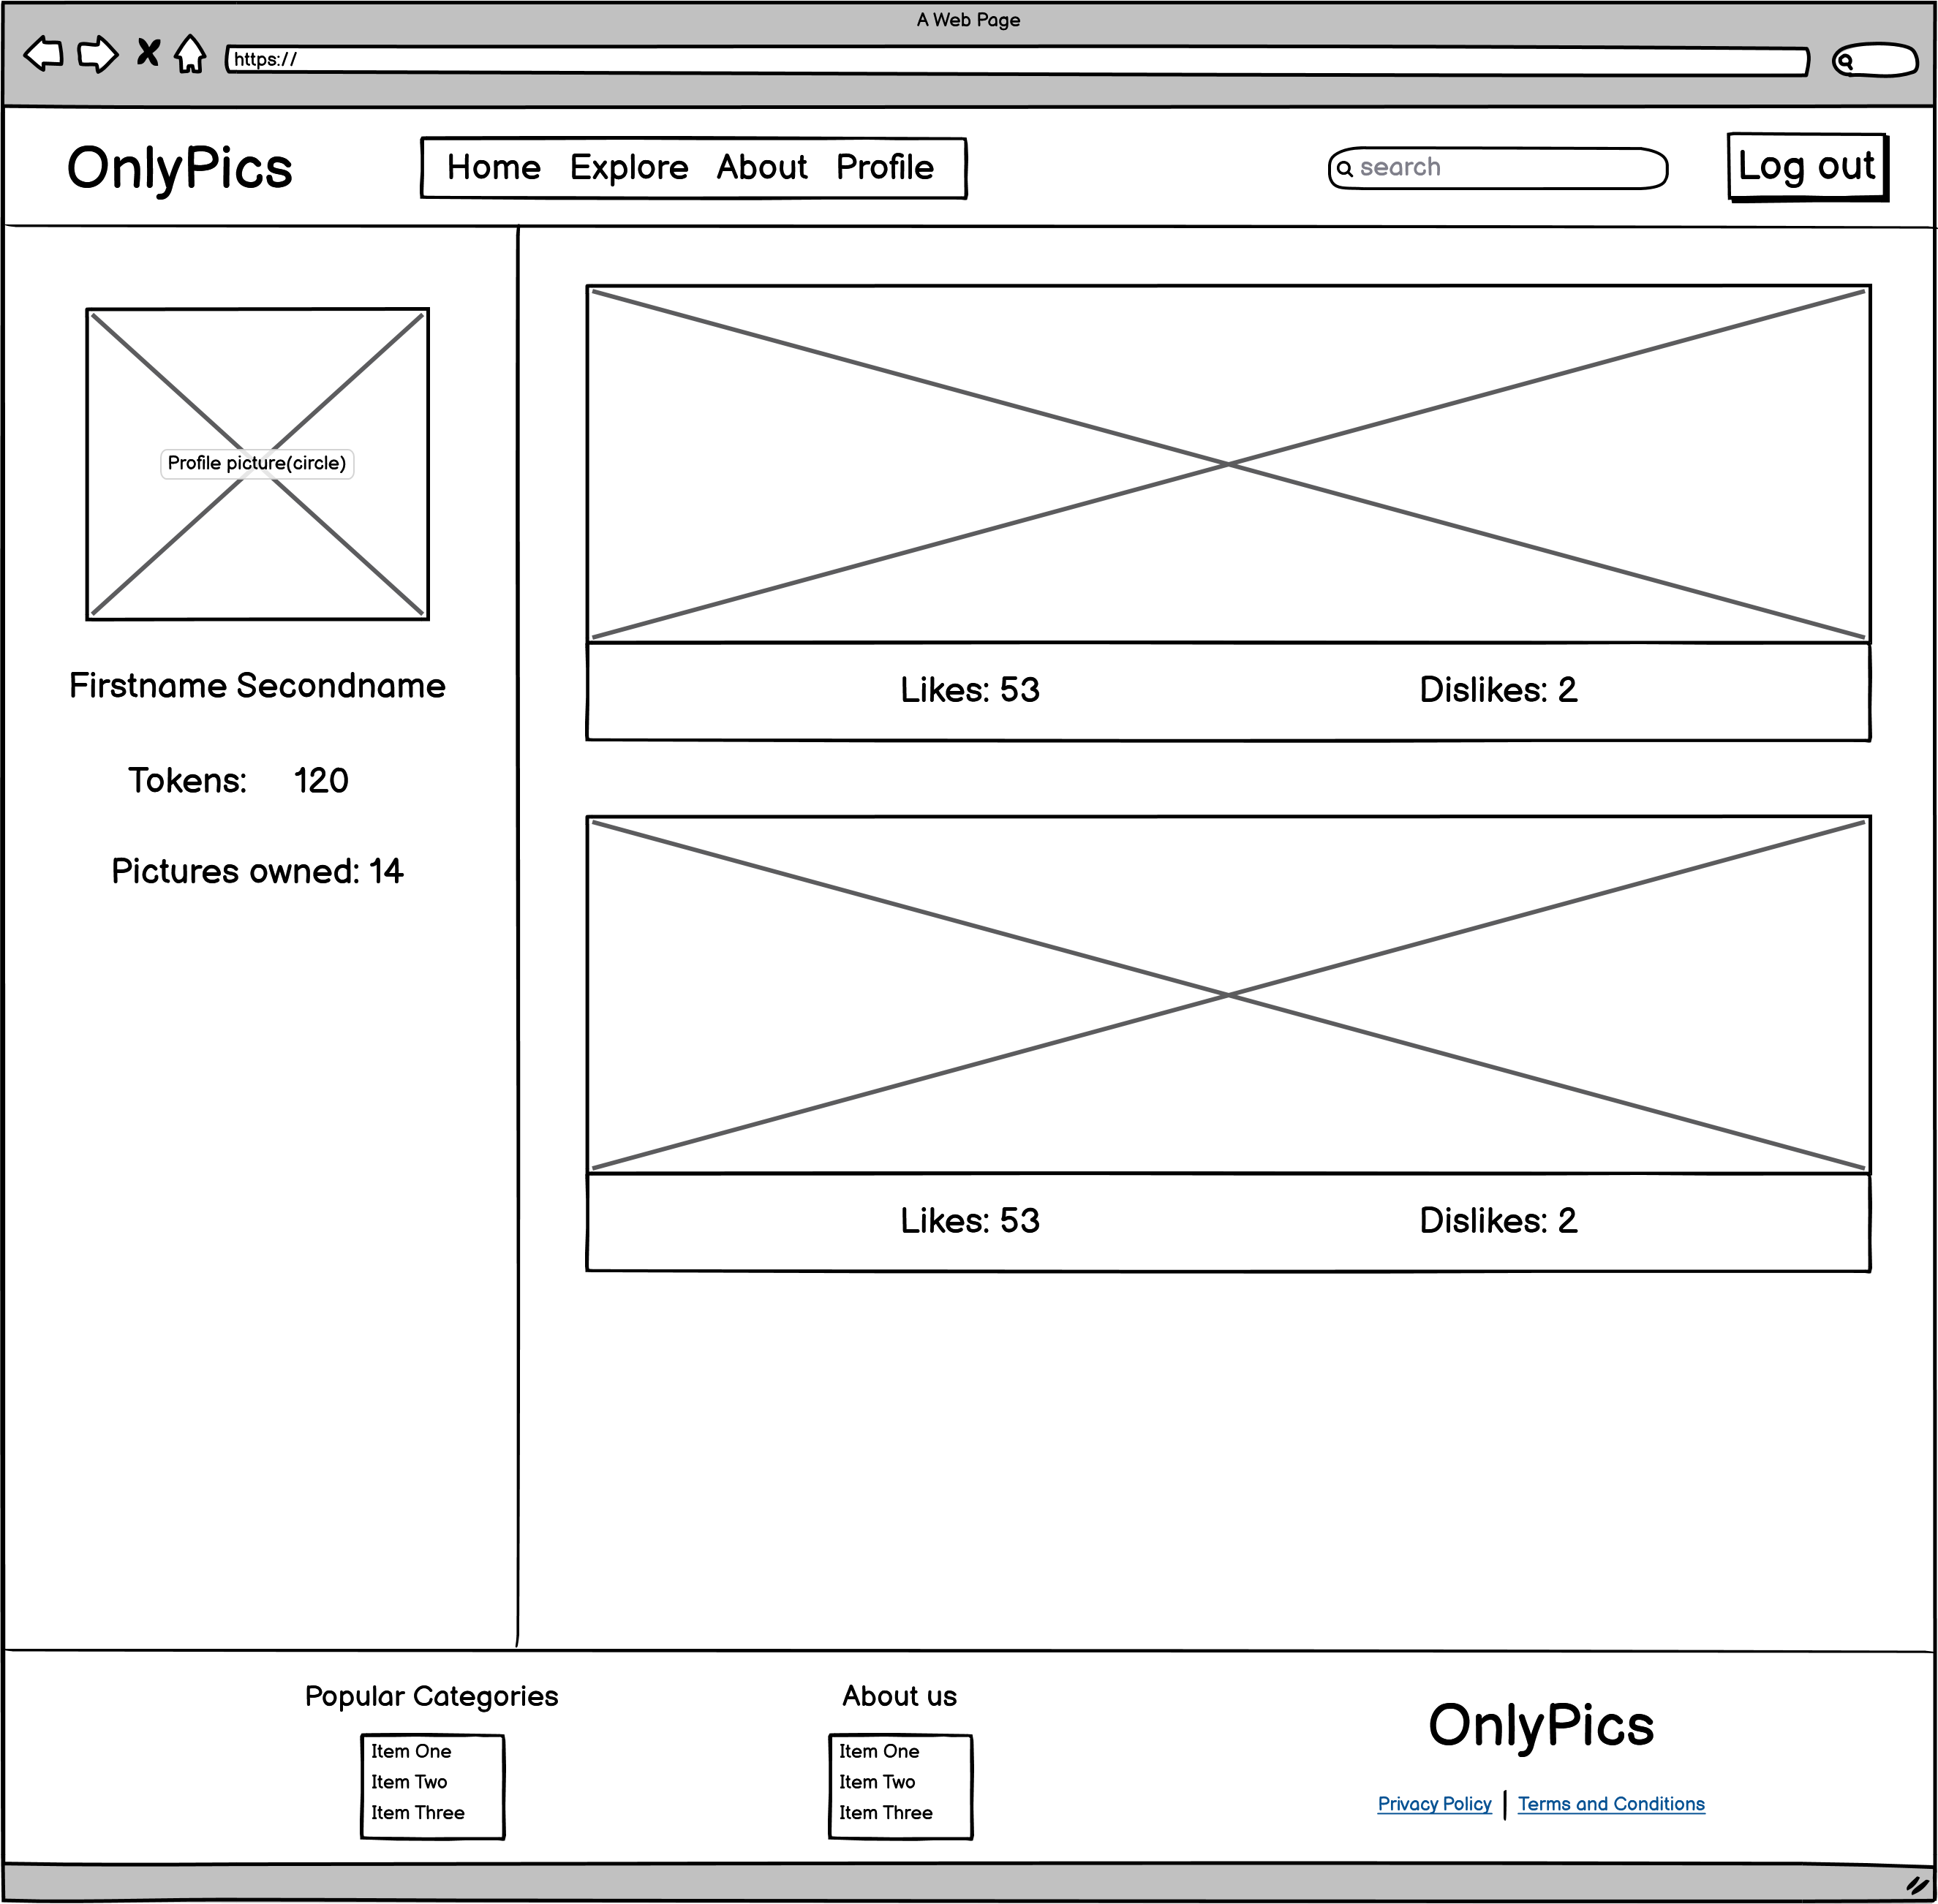 A Web Page
https://
OnlyPics
Home Explore About Profile
search
Log out
Profile picture(circle)
Firstname Secondname
Tokens: 120
Pictures owned: 14
Likes: 53 Dislikes: 2
Likes: 53 Dislikes: 2
Popular Categories
Item One
Item Two
Item Three
About us
Item One
Item Two
Item Three
OnlyPics
Privacy Policy | Terms and Conditions